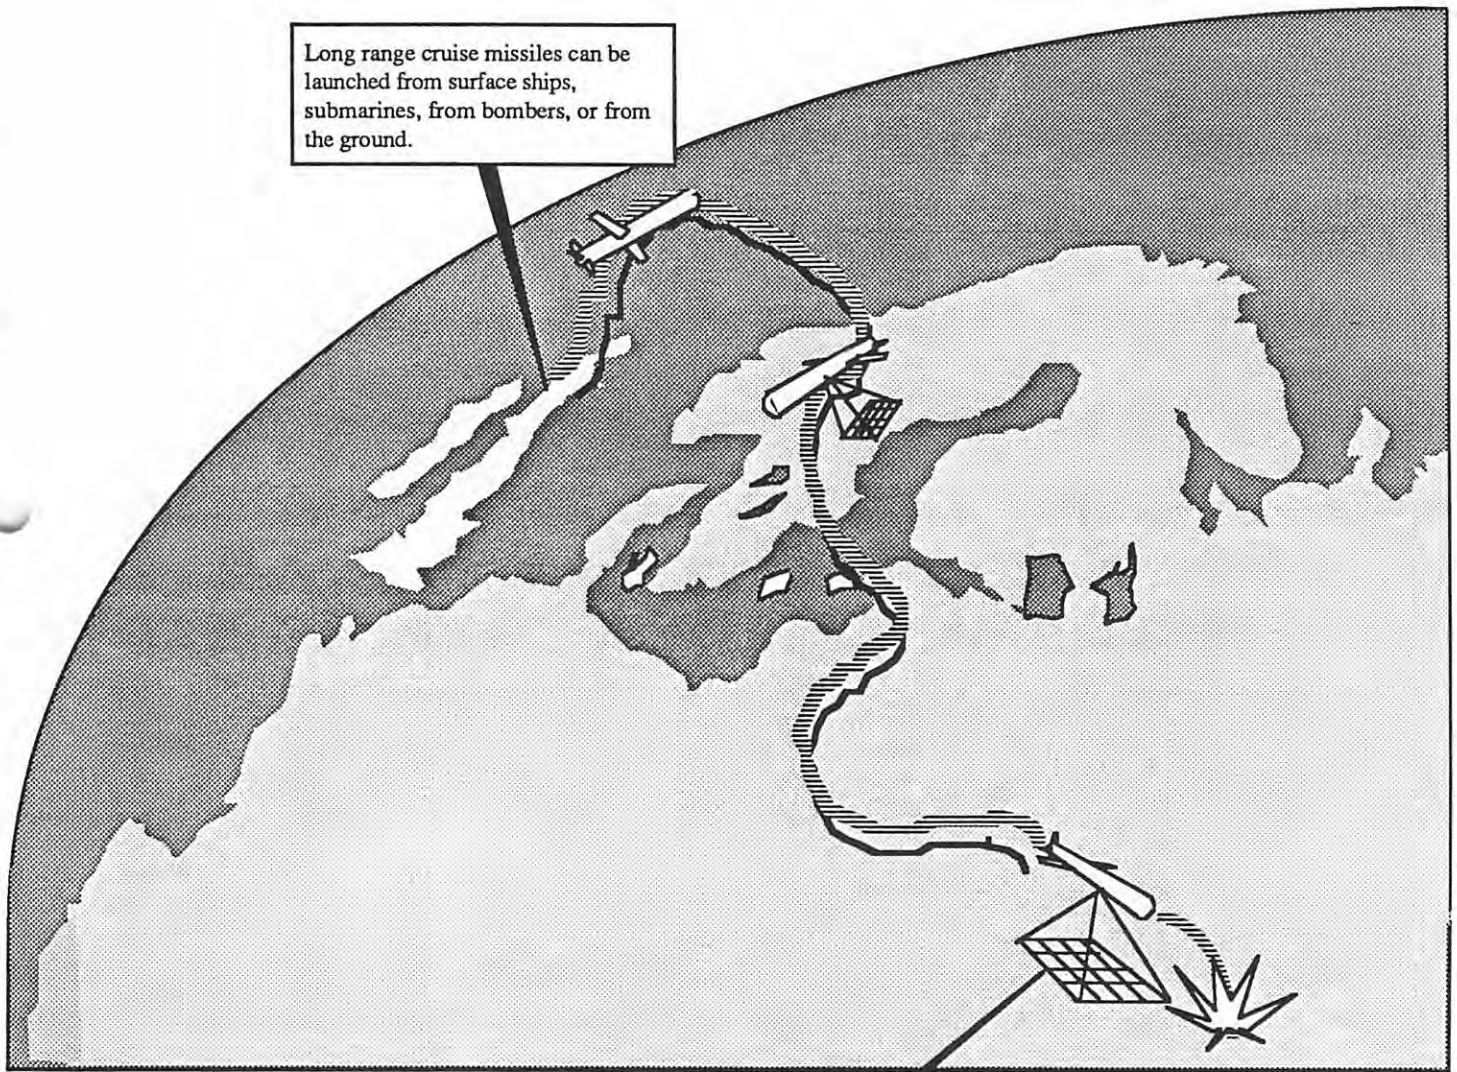 Long range cruise missiles can be
launched from surface ships,
submarines, from bombers, or from
the ground.